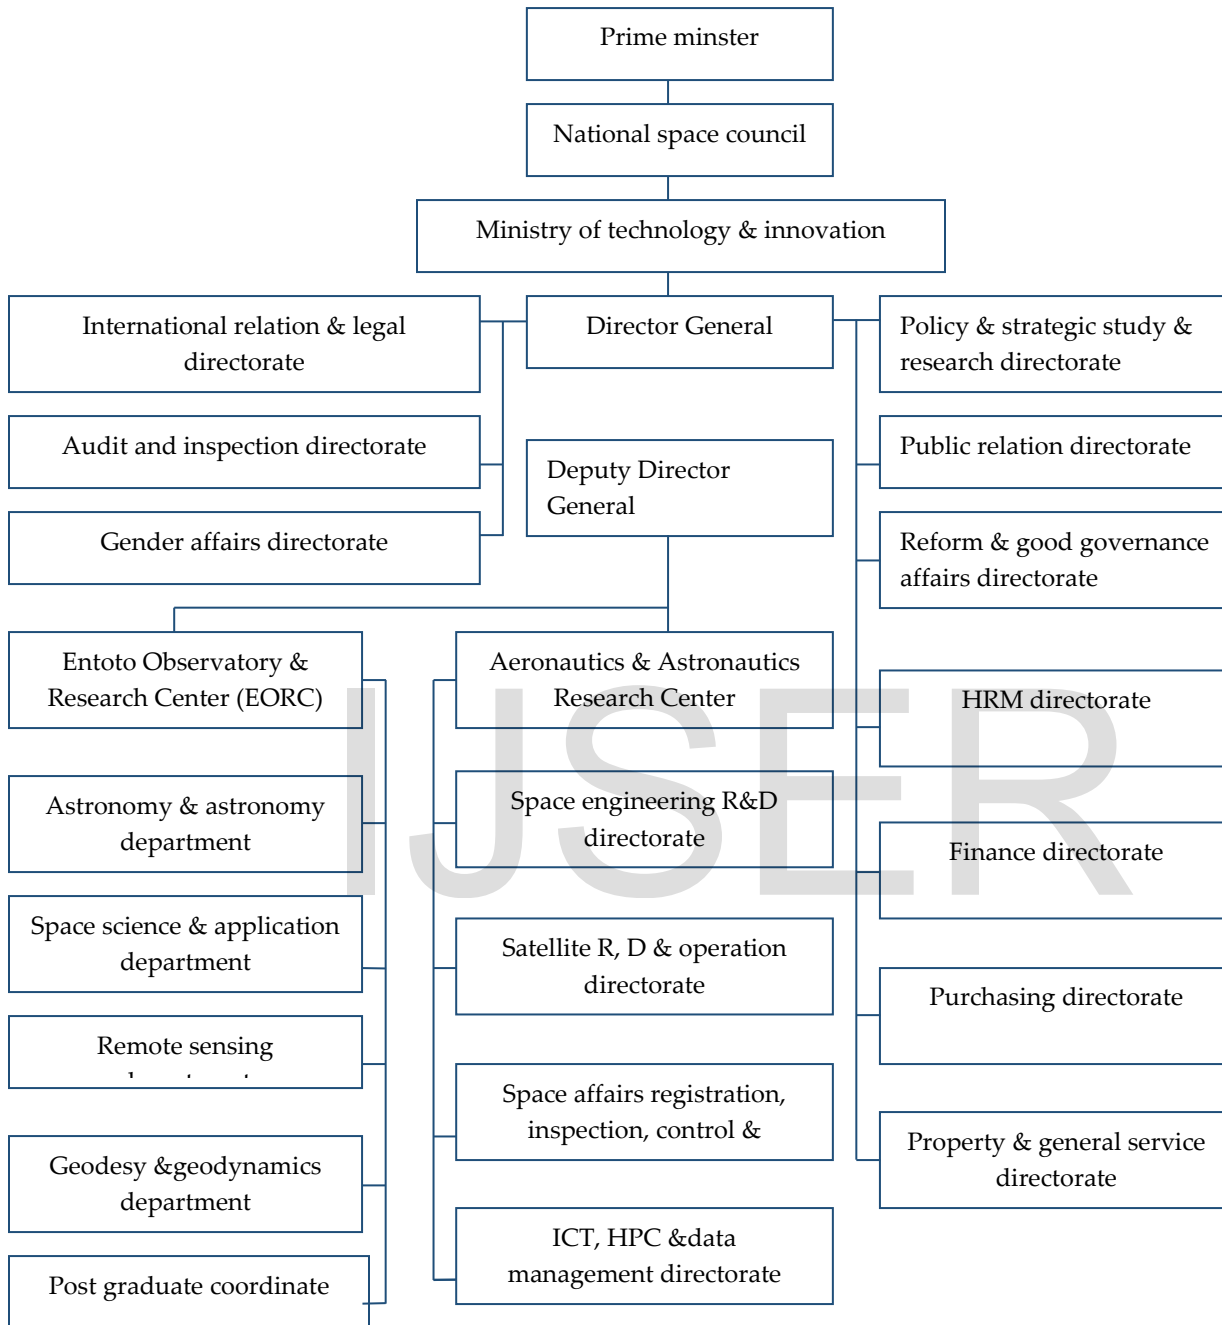 Prime minster
National space council
Ministry of technology & innovation
International relation & legal
directorate
Director General
Policy & strategic study &
research directorate
Audit and inspection directorate
Deputy Director
General
Public relation directorate
Gender affairs directorate
Reform & good governance
affairs directorate
Entoto Observatory &
Research Center (EORC)
Aeronautics & Astronautics
Research Center
HRM directorate
Astronomy & astronomy
department
Space engineering R&D
directorate
Finance directorate
Space science & application
department
Satellite R, D & operation
directorate
Purchasing directorate
Remote sensing
Space affairs registration,
inspection, control &
Geodesy &geodynamics
department
Property & general service
directorate
ICT, HPC &data
management directorate
Post graduate coordinate
IJSER